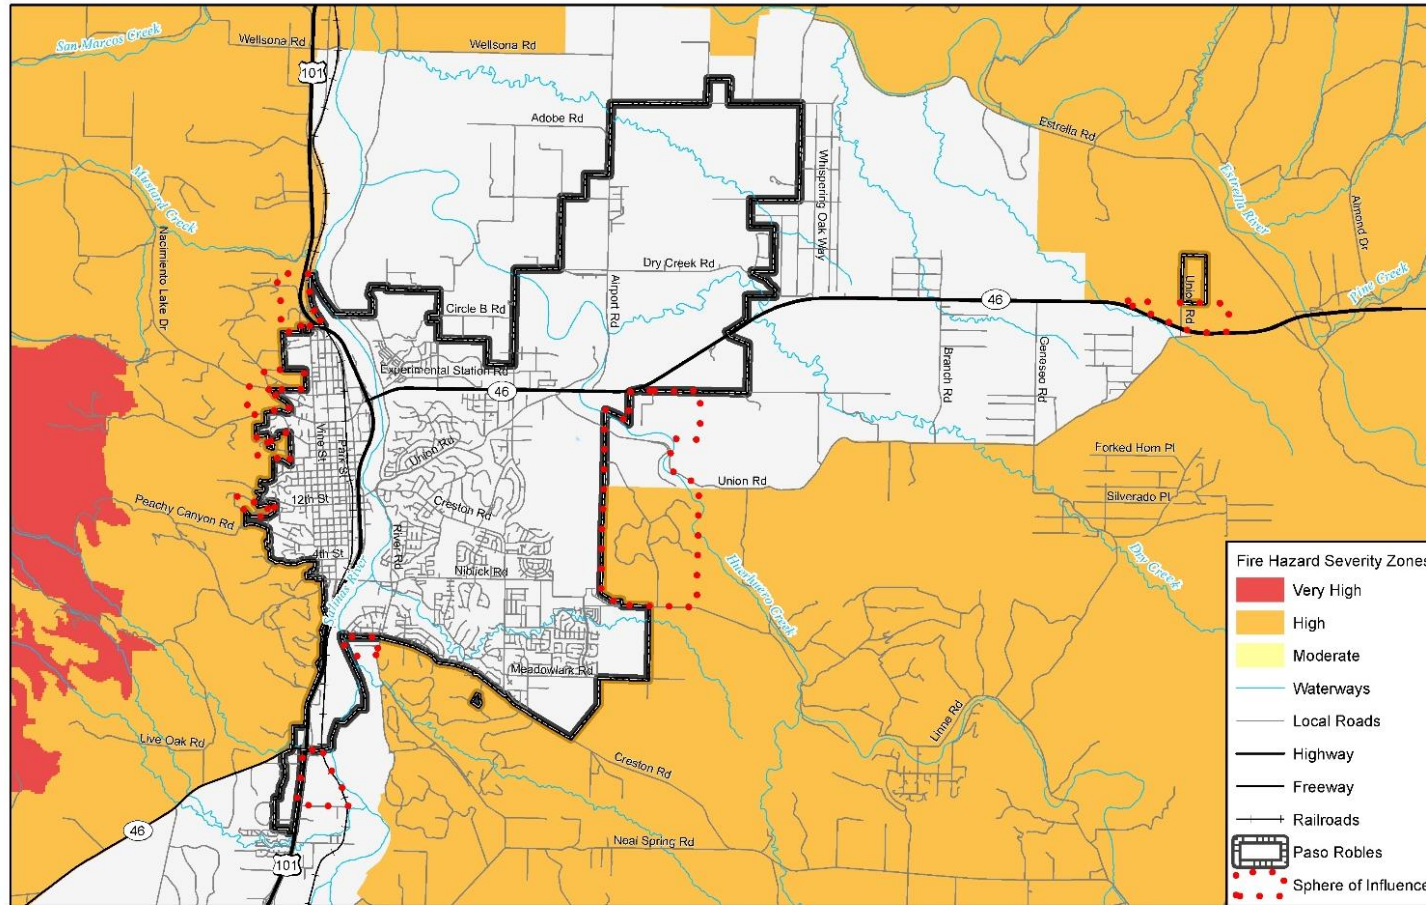 San Marcos Creek
Wellsona Rd
Wellsona Rd
101
Adobe Rd
Estrella Rd
Whispering Oak Way
Mustard Creek
Estrella River
Almond Dr
Nacimiento Lake Dr
Dry Creek Rd
Airport Rd
Union Rd
Pine Creek
Circle B Rd
46
Experimental Station Rd
46
Branch Rd
Geneseo Rd
Vine St
Park St
Union Rd
Forked Horn Pl
Union Rd
Silverado Pl
12th St
Creston Rd
Peachy Canyon Rd
River Rd
4th St
Niblick Rd
Salinas River
Huerhuero Creek
Dry Creek
Meadowlark Rd
Linne Rd
Live Oak Rd
Creston Rd
46
Neal Spring Rd
101
Fire Hazard Severity Zones
Very High
High
Moderate
Waterways
Local Roads
Highway
Freeway
Railroads
Paso Robles
Sphere of Influence